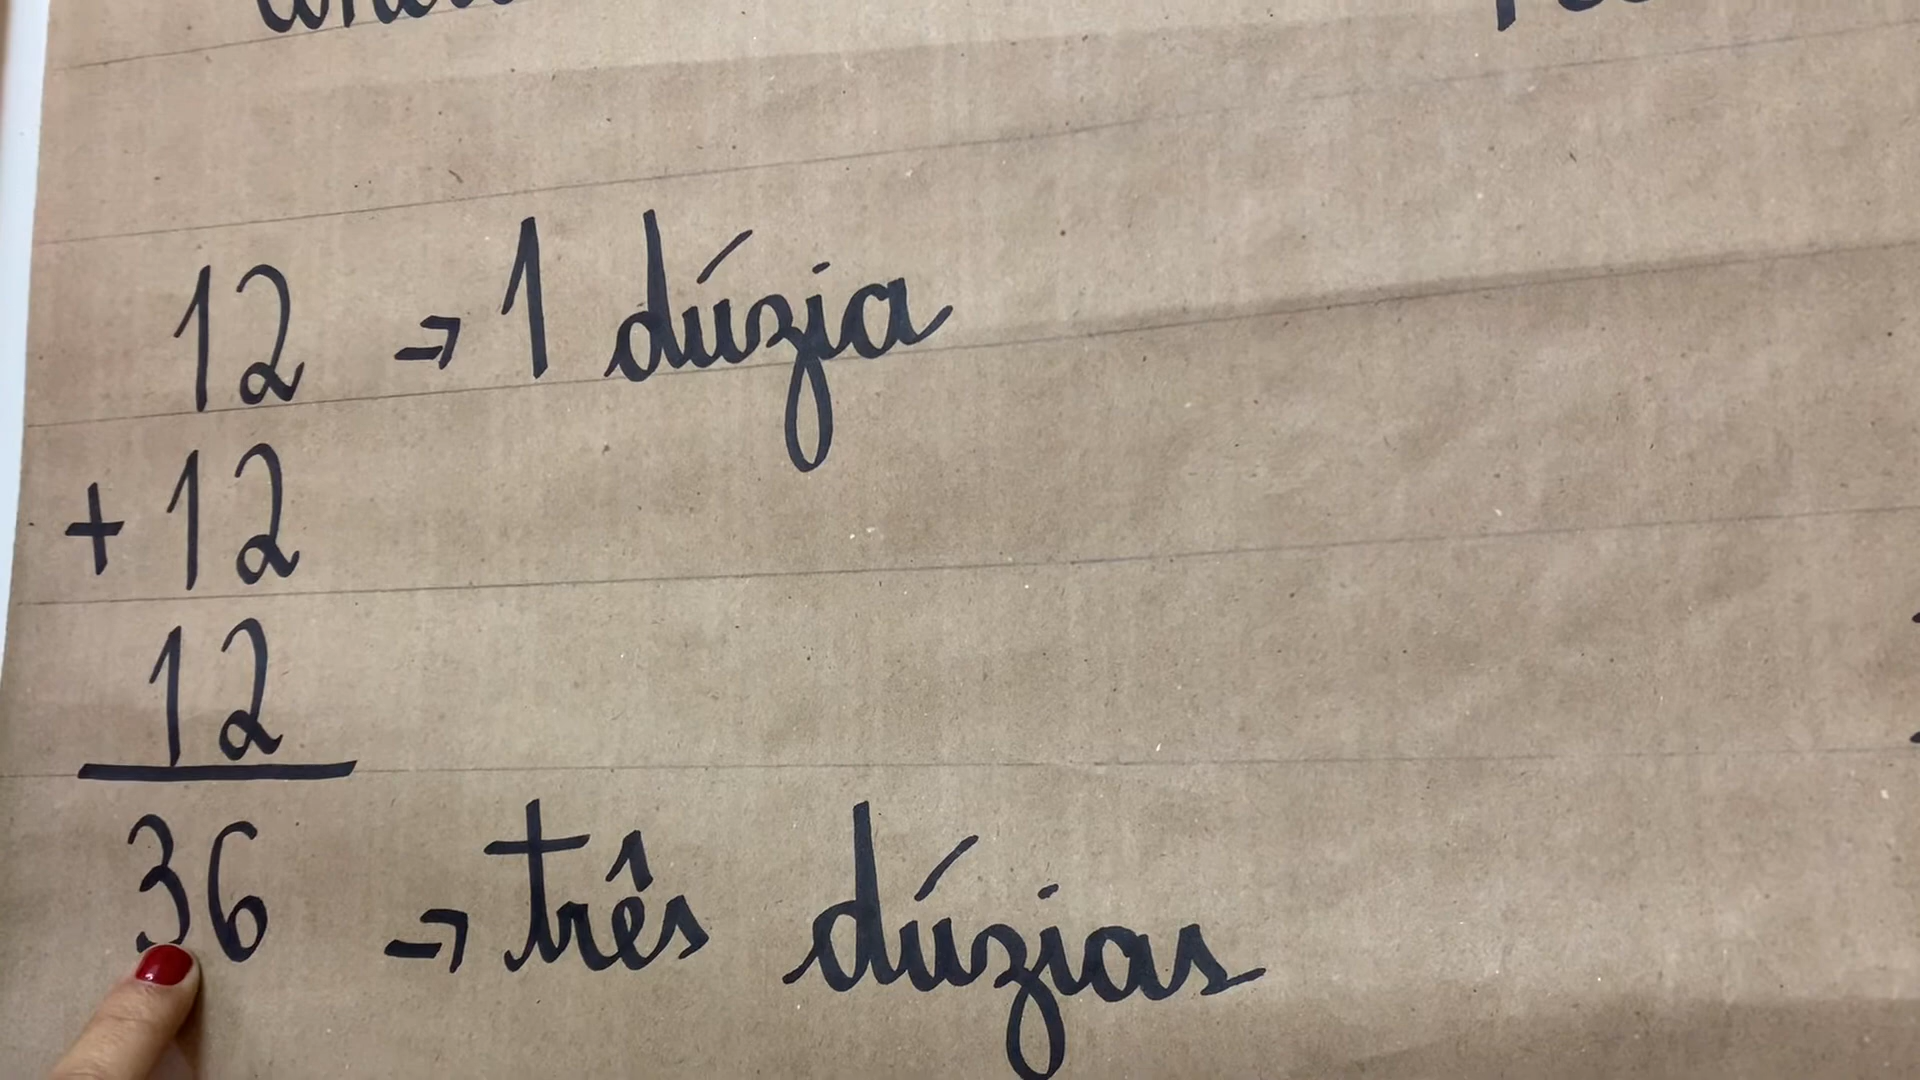 12 → 1 dúzia
+ 12
12
36 → três dúzias